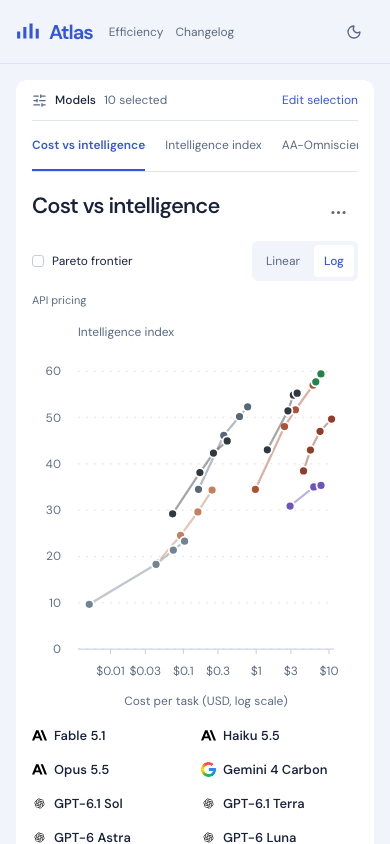 Atlas Efficiency Changelog
Models 10 selected Edit selection
Cost vs intelligence Intelligence index AA-Omniscien
Cost vs intelligence
Pareto frontier Linear Log
API pricing
Intelligence index
60
50
40
30
20
10
0
$0.01 $0.03 $0.1 $0.3 $1 $3 $10
Cost per task (USD, log scale)
Fable 5.1 Haiku 5.5
Opus 5.5 Gemini 4 Carbon
GPT-6.1 Sol GPT-6.1 Terra
GPT-6 Astra GPT-6 Luna